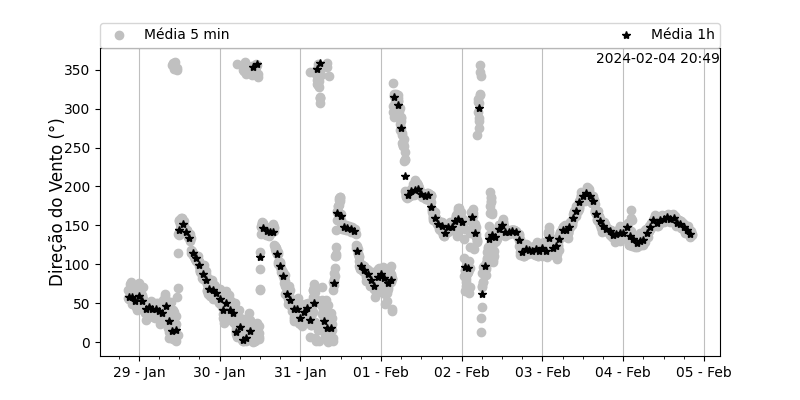 Média 5 min
Média 1h
2024-02-04 20:49
Direção do Vento (°)
350
300
250
200
150
100
50
0
29 - Jan
30 - Jan
31 - Jan
01 - Feb
02 - Feb
03 - Feb
04 - Feb
05 - Feb